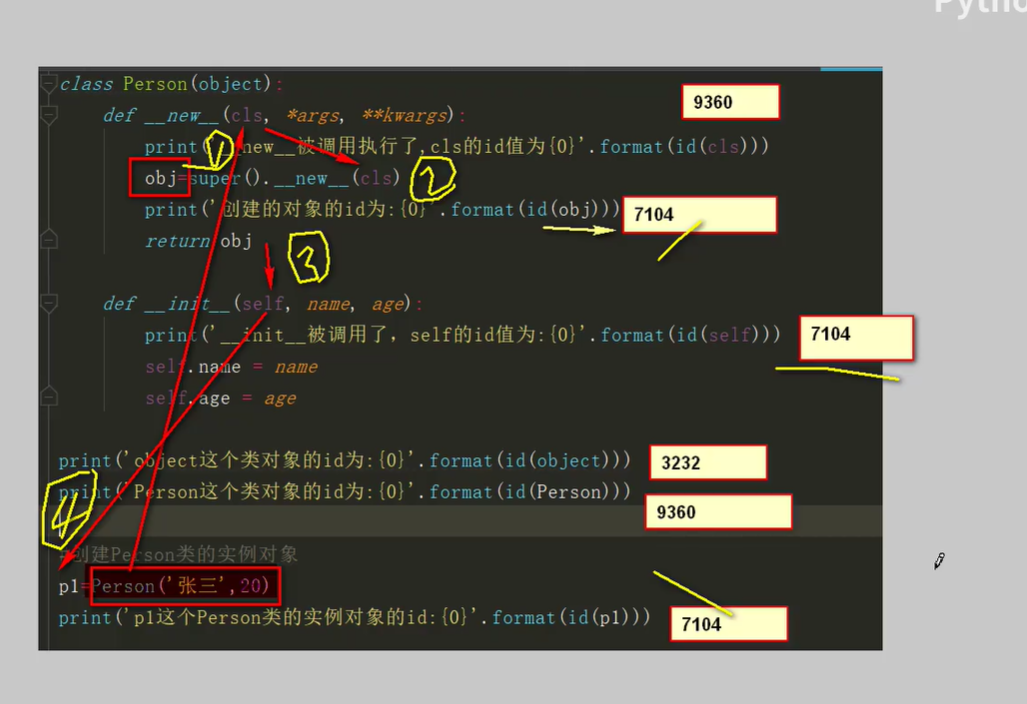 Pytho
class Person(object):
def __new__(cls, *args, **kwargs):
9360
print('__new__被调用执行了,cls的id值为{0}'.format(id(cls)))
1
obj=super().__new__(cls)
2
print('创建的对象的id为:{0}'.format(id(obj)))
7104
return obj
3
def __init__(self, name, age):
print('__init__被调用了，self的id值为:{0}'.format(id(self)))
7104
self.name = name
self.age = age
print('object这个类对象的id为:{0}'.format(id(object)))
3232
print('Person这个类对象的id为:{0}'.format(id(Person)))
9360
4
#创建Person类的实例对象
p1=Person('张三',20)
print('p1这个Person类的实例对象的id:{0}'.format(id(p1)))
7104